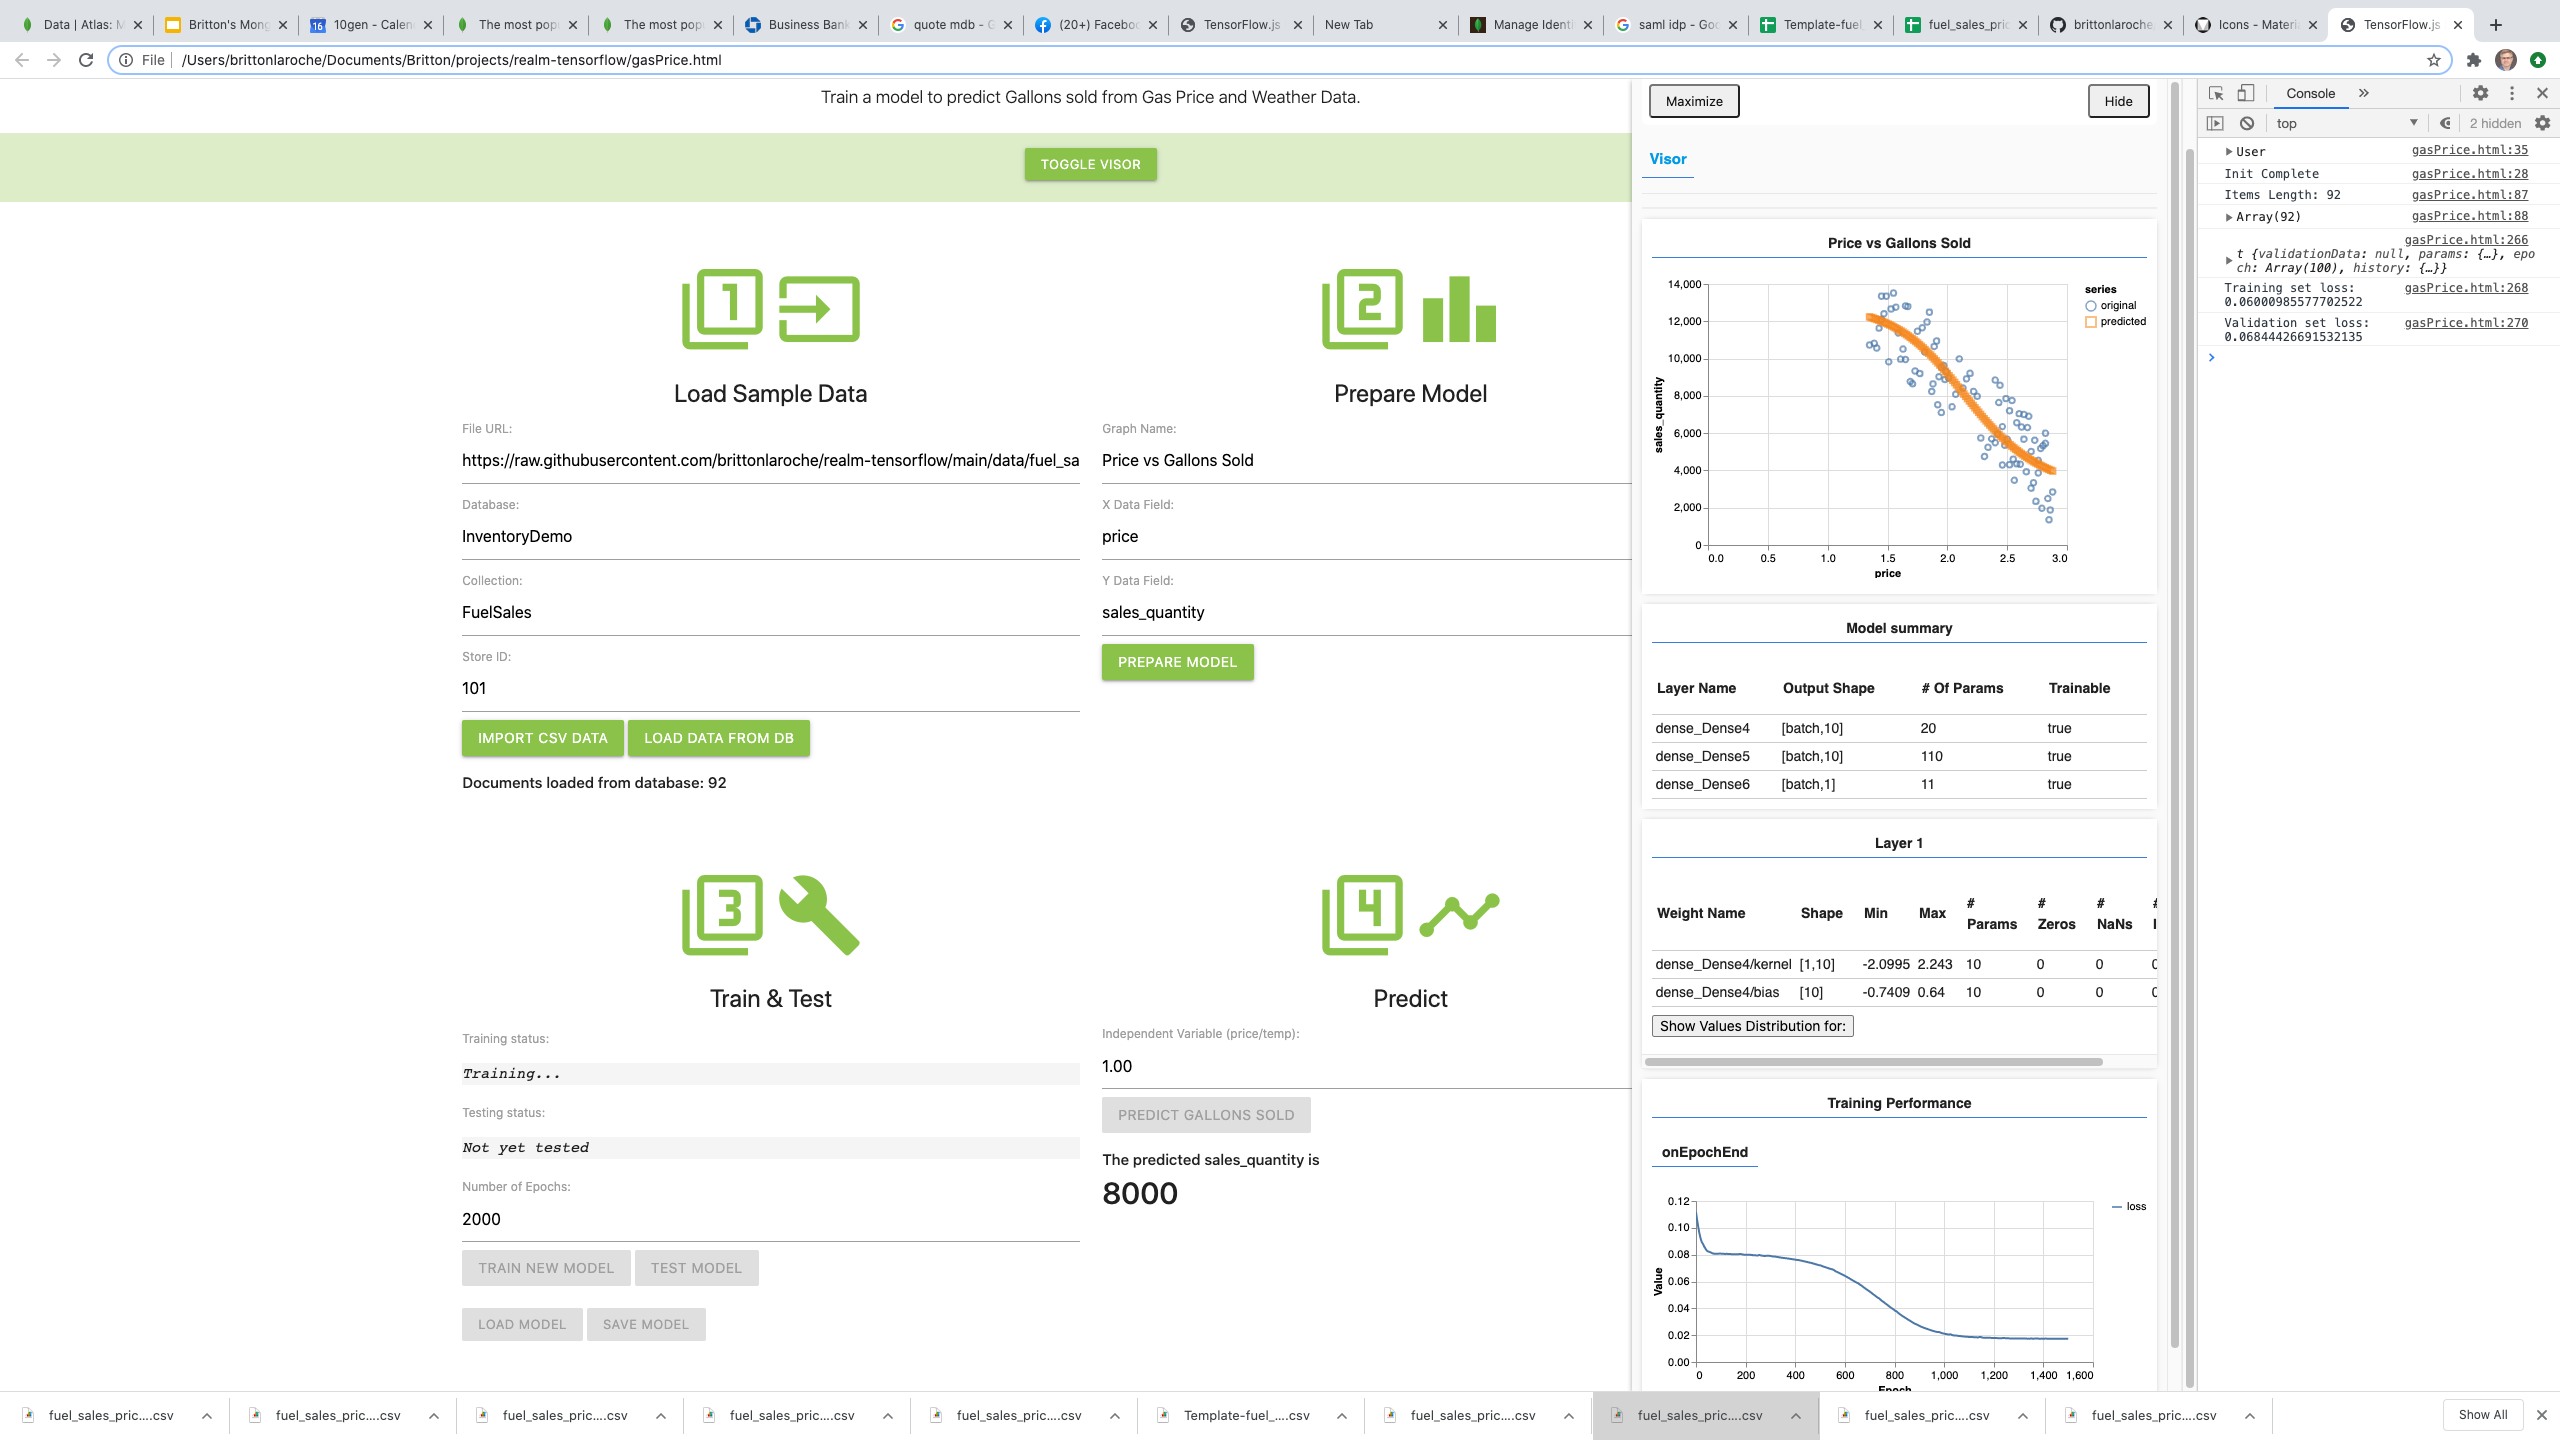 Data | Atlas: M
Britton's Mong
10gen - Calen
The most pop
The most pop
Business Bank
quote mdb - G
(20+) Faceboo
TensorFlow.js
New Tab
Manage Identi
saml idp - Goo
Template-fuel
fuel_sales_pric
brittonlaroche
Icons - Materia
TensorFlow.js
File /Users/brittonlaroche/Documents/Britton/projects/realm-tensorflow/gasPrice.html
Train a model to predict Gallons sold from Gas Price and Weather Data.
TOGGLE VISOR
1
Load Sample Data
File URL:
https://raw.githubusercontent.com/brittonlaroche/realm-tensorflow/main/data/fuel_sa
Database:
InventoryDemo
Collection:
FuelSales
Store ID:
101
IMPORT CSV DATA LOAD DATA FROM DB
Documents loaded from database: 92
2
Prepare Model
Graph Name:
Price vs Gallons Sold
X Data Field:
price
Y Data Field:
sales_quantity
PREPARE MODEL
3
Train & Test
Training status:
Training...
Testing status:
Not yet tested
Number of Epochs:
2000
TRAIN NEW MODEL TEST MODEL
LOAD MODEL SAVE MODEL
4
Predict
Independent Variable (price/temp):
1.00
PREDICT GALLONS SOLD
The predicted sales_quantity is
8000
Maximize Hide
Visor
Price vs Gallons Sold
14,000
12,000
10,000
8,000
6,000
4,000
2,000
0
sales_quantity
0.0 0.5 1.0 1.5 2.0 2.5 3.0
price
series
original
predicted
Model summary
Layer Name Output Shape # Of Params Trainable
dense_Dense4 [batch,10] 20 true
dense_Dense5 [batch,10] 110 true
dense_Dense6 [batch,1] 11 true
Layer 1
Weight Name Shape Min Max # Params # Zeros # NaNs #
dense_Dense4/kernel [1,10] -2.0995 2.243 10 0 0 0
dense_Dense4/bias [10] -0.7409 0.64 10 0 0 0
Show Values Distribution for:
Training Performance
onEpochEnd
0.12
0.10
0.08
0.06
0.04
0.02
0.00
Value
0 200 400 600 800 1,000 1,200 1,400 1,600
Epoch
loss
Console
top 2 hidden
User gasPrice.html:35
Init Complete gasPrice.html:28
Items Length: 92 gasPrice.html:87
Array(92) gasPrice.html:88
gasPrice.html:266
t {validationData: null, params: {…}, epo
ch: Array(100), history: {…}}
Training set loss: gasPrice.html:268
0.06000985577702522
Validation set loss: gasPrice.html:270
0.06844426691532135
fuel_sales_pric....csv
fuel_sales_pric....csv
fuel_sales_pric....csv
fuel_sales_pric....csv
fuel_sales_pric....csv
Template-fuel_....csv
fuel_sales_pric....csv
fuel_sales_pric....csv
fuel_sales_pric....csv
fuel_sales_pric....csv
Show All